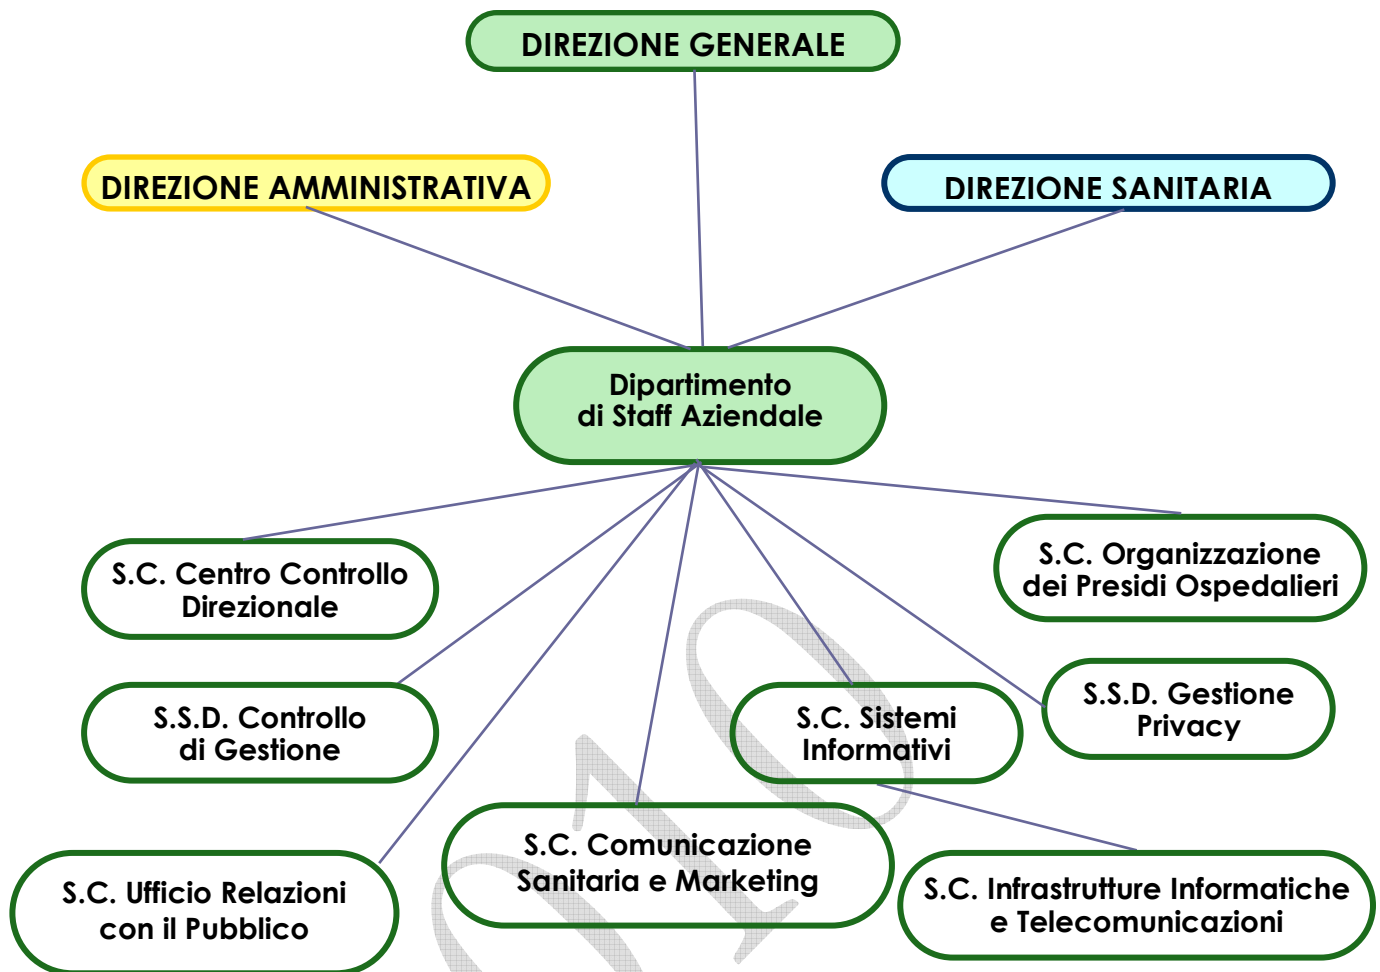 DIREZIONE GENERALE
DIREZIONE AMMINISTRATIVA
DIREZIONE SANITARIA
Dipartimento
di Staff Aziendale
S.C. Centro Controllo
Direzionale
S.C. Organizzazione
dei Presidi Ospedalieri
S.S.D. Controllo
di Gestione
S.C. Sistemi
Informativi
S.S.D. Gestione
Privacy
S.C. Ufficio Relazioni
con il Pubblico
S.C. Comunicazione
Sanitaria e Marketing
S.C. Infrastrutture Informatiche
e Telecomunicazioni